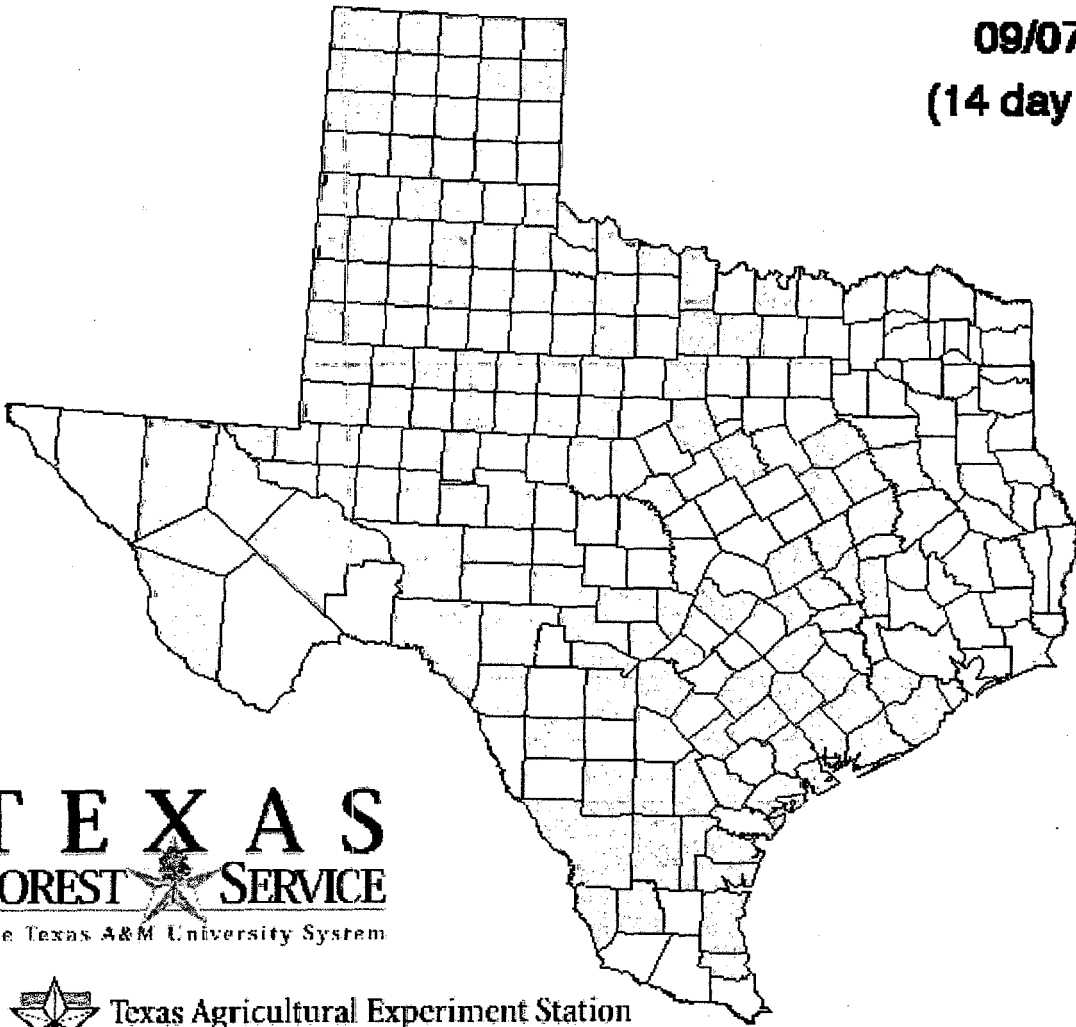 09/07
(14 day
TEXAS
OREST SERVICE
e Texas A&M University System
Texas Agricultural Experiment Station